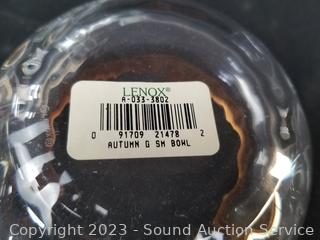 LENOX®
A-033-3802
0 91709 21478 2
AUTUMN G SM BOWL
Copyright 2023 - Sound Auction Service